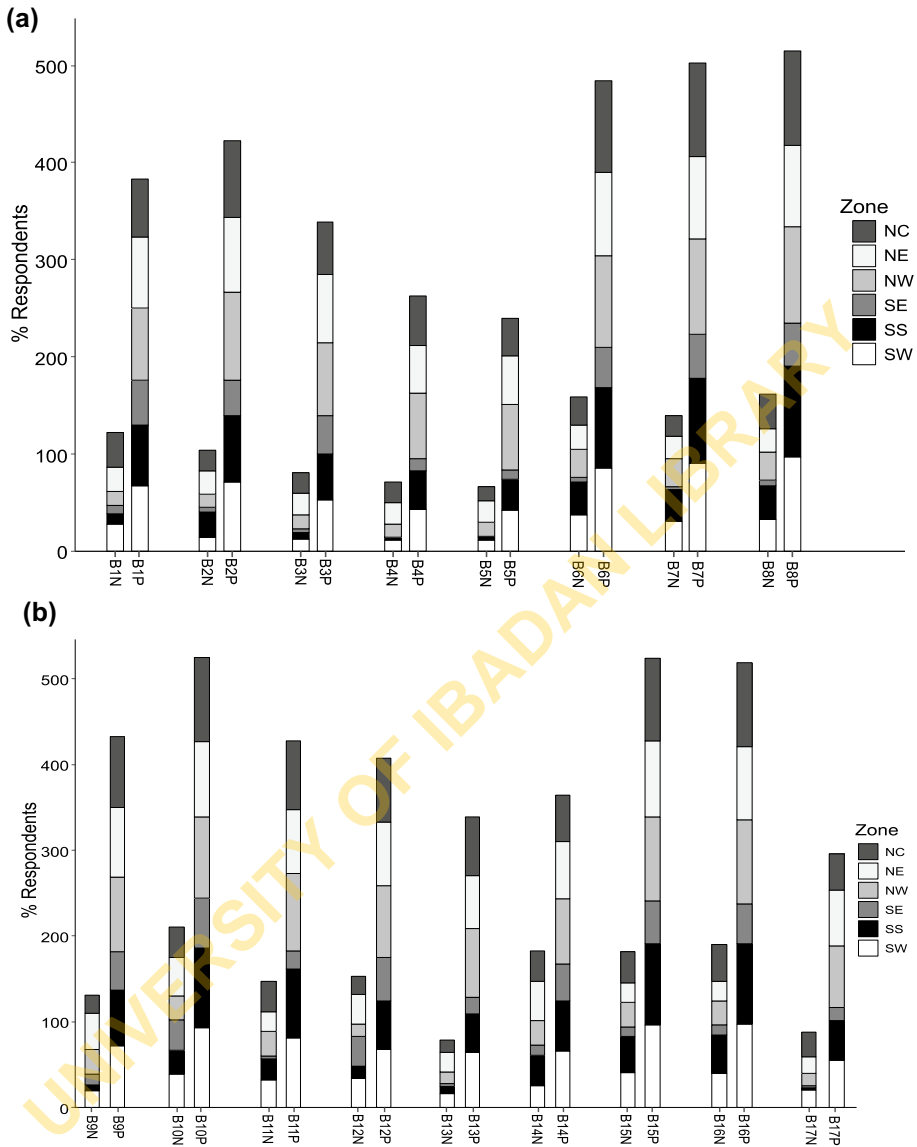 (a)
% Respondents
500
400
300
200
100
0
B1N B1P B2N B2P B3N B3P B4N B4P B5N B5P B6N B6P B7N B7P B8N B8P
Zone
NC
NE
NW
SE
SS
SW
(b)
% Respondents
500
400
300
200
100
0
B9N B9P B10N B10P B11N B11P B12N B12P B13N B13P B14N B14P B15N B15P B16N B16P B17N B17P
Zone
NC
NE
NW
SE
SS
SW
UNIVERSITY OF IBADAN LIBRARY